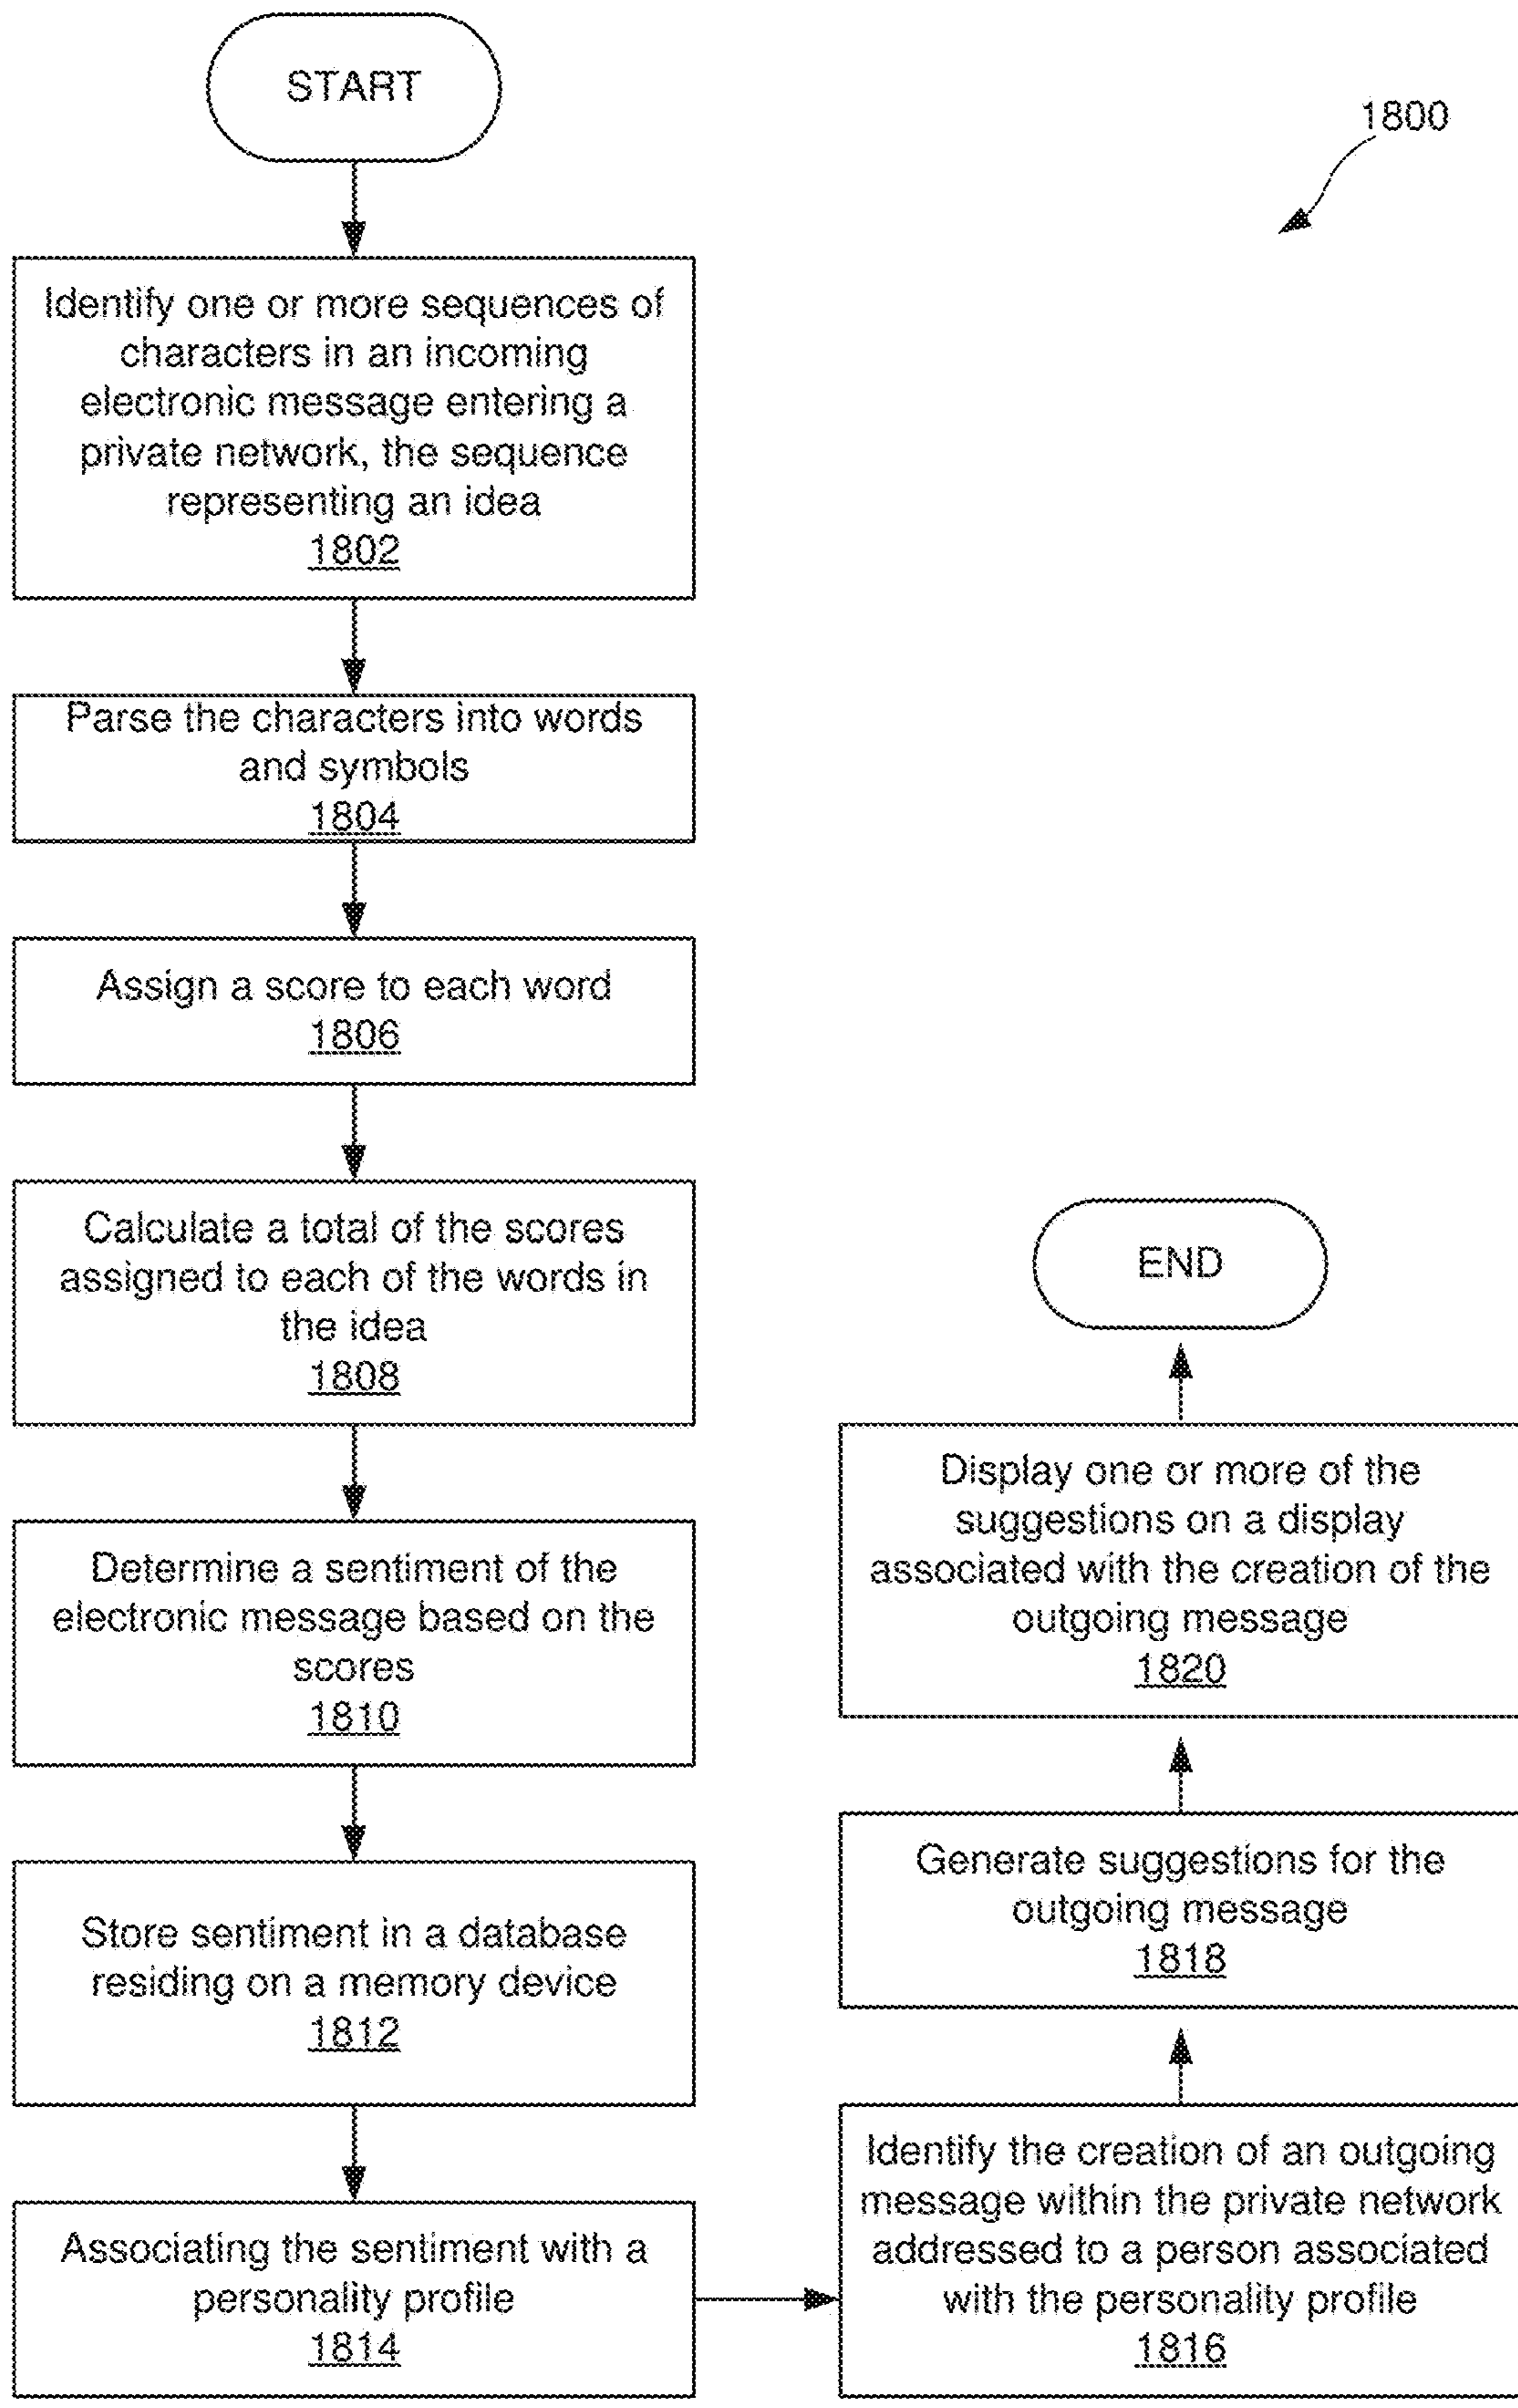 START
1800
Identify one or more sequences of
characters in an incoming
electronic message entering a
private network, the sequence
representing an idea
1802
Parse the characters into words
and symbols
1804
Assign a score to each word
1806
Calculate a total of the scores
assigned to each of the words in
the idea
1808
Determine a sentiment of the
electronic message based on the
scores
1810
Store sentiment in a database
residing on a memory device
1812
Associating the sentiment with a
personality profile
1814
Identify the creation of an outgoing
message within the private network
addressed to a person associated
with the personality profile
1816
Generate suggestions for the
outgoing message
1818
Display one or more of the
suggestions on a display
associated with the creation of the
outgoing message
1820
END